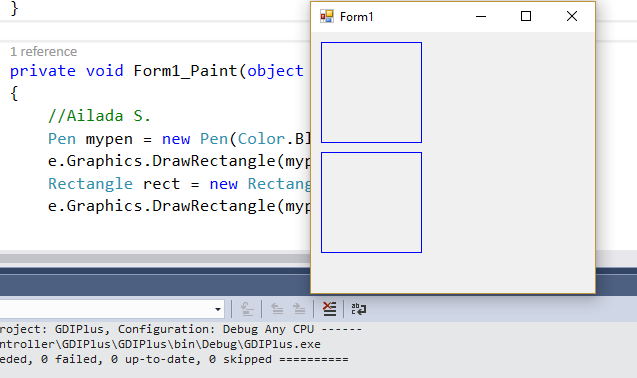 }
Form1
1 reference
private void Form1_Paint(object
{
//Ailada S.
Pen mypen = new Pen(Color.Bl
e.Graphics.DrawRectangle(myp
Rectangle rect = new Rectang
e.Graphics.DrawRectangle(myp
roject: GDIPlus, Configuration: Debug Any CPU ------
ntroller\GDIPlus\GDIPlus\bin\Debug\GDIPlus.exe
eded, 0 failed, 0 up-to-date, 0 skipped ==========